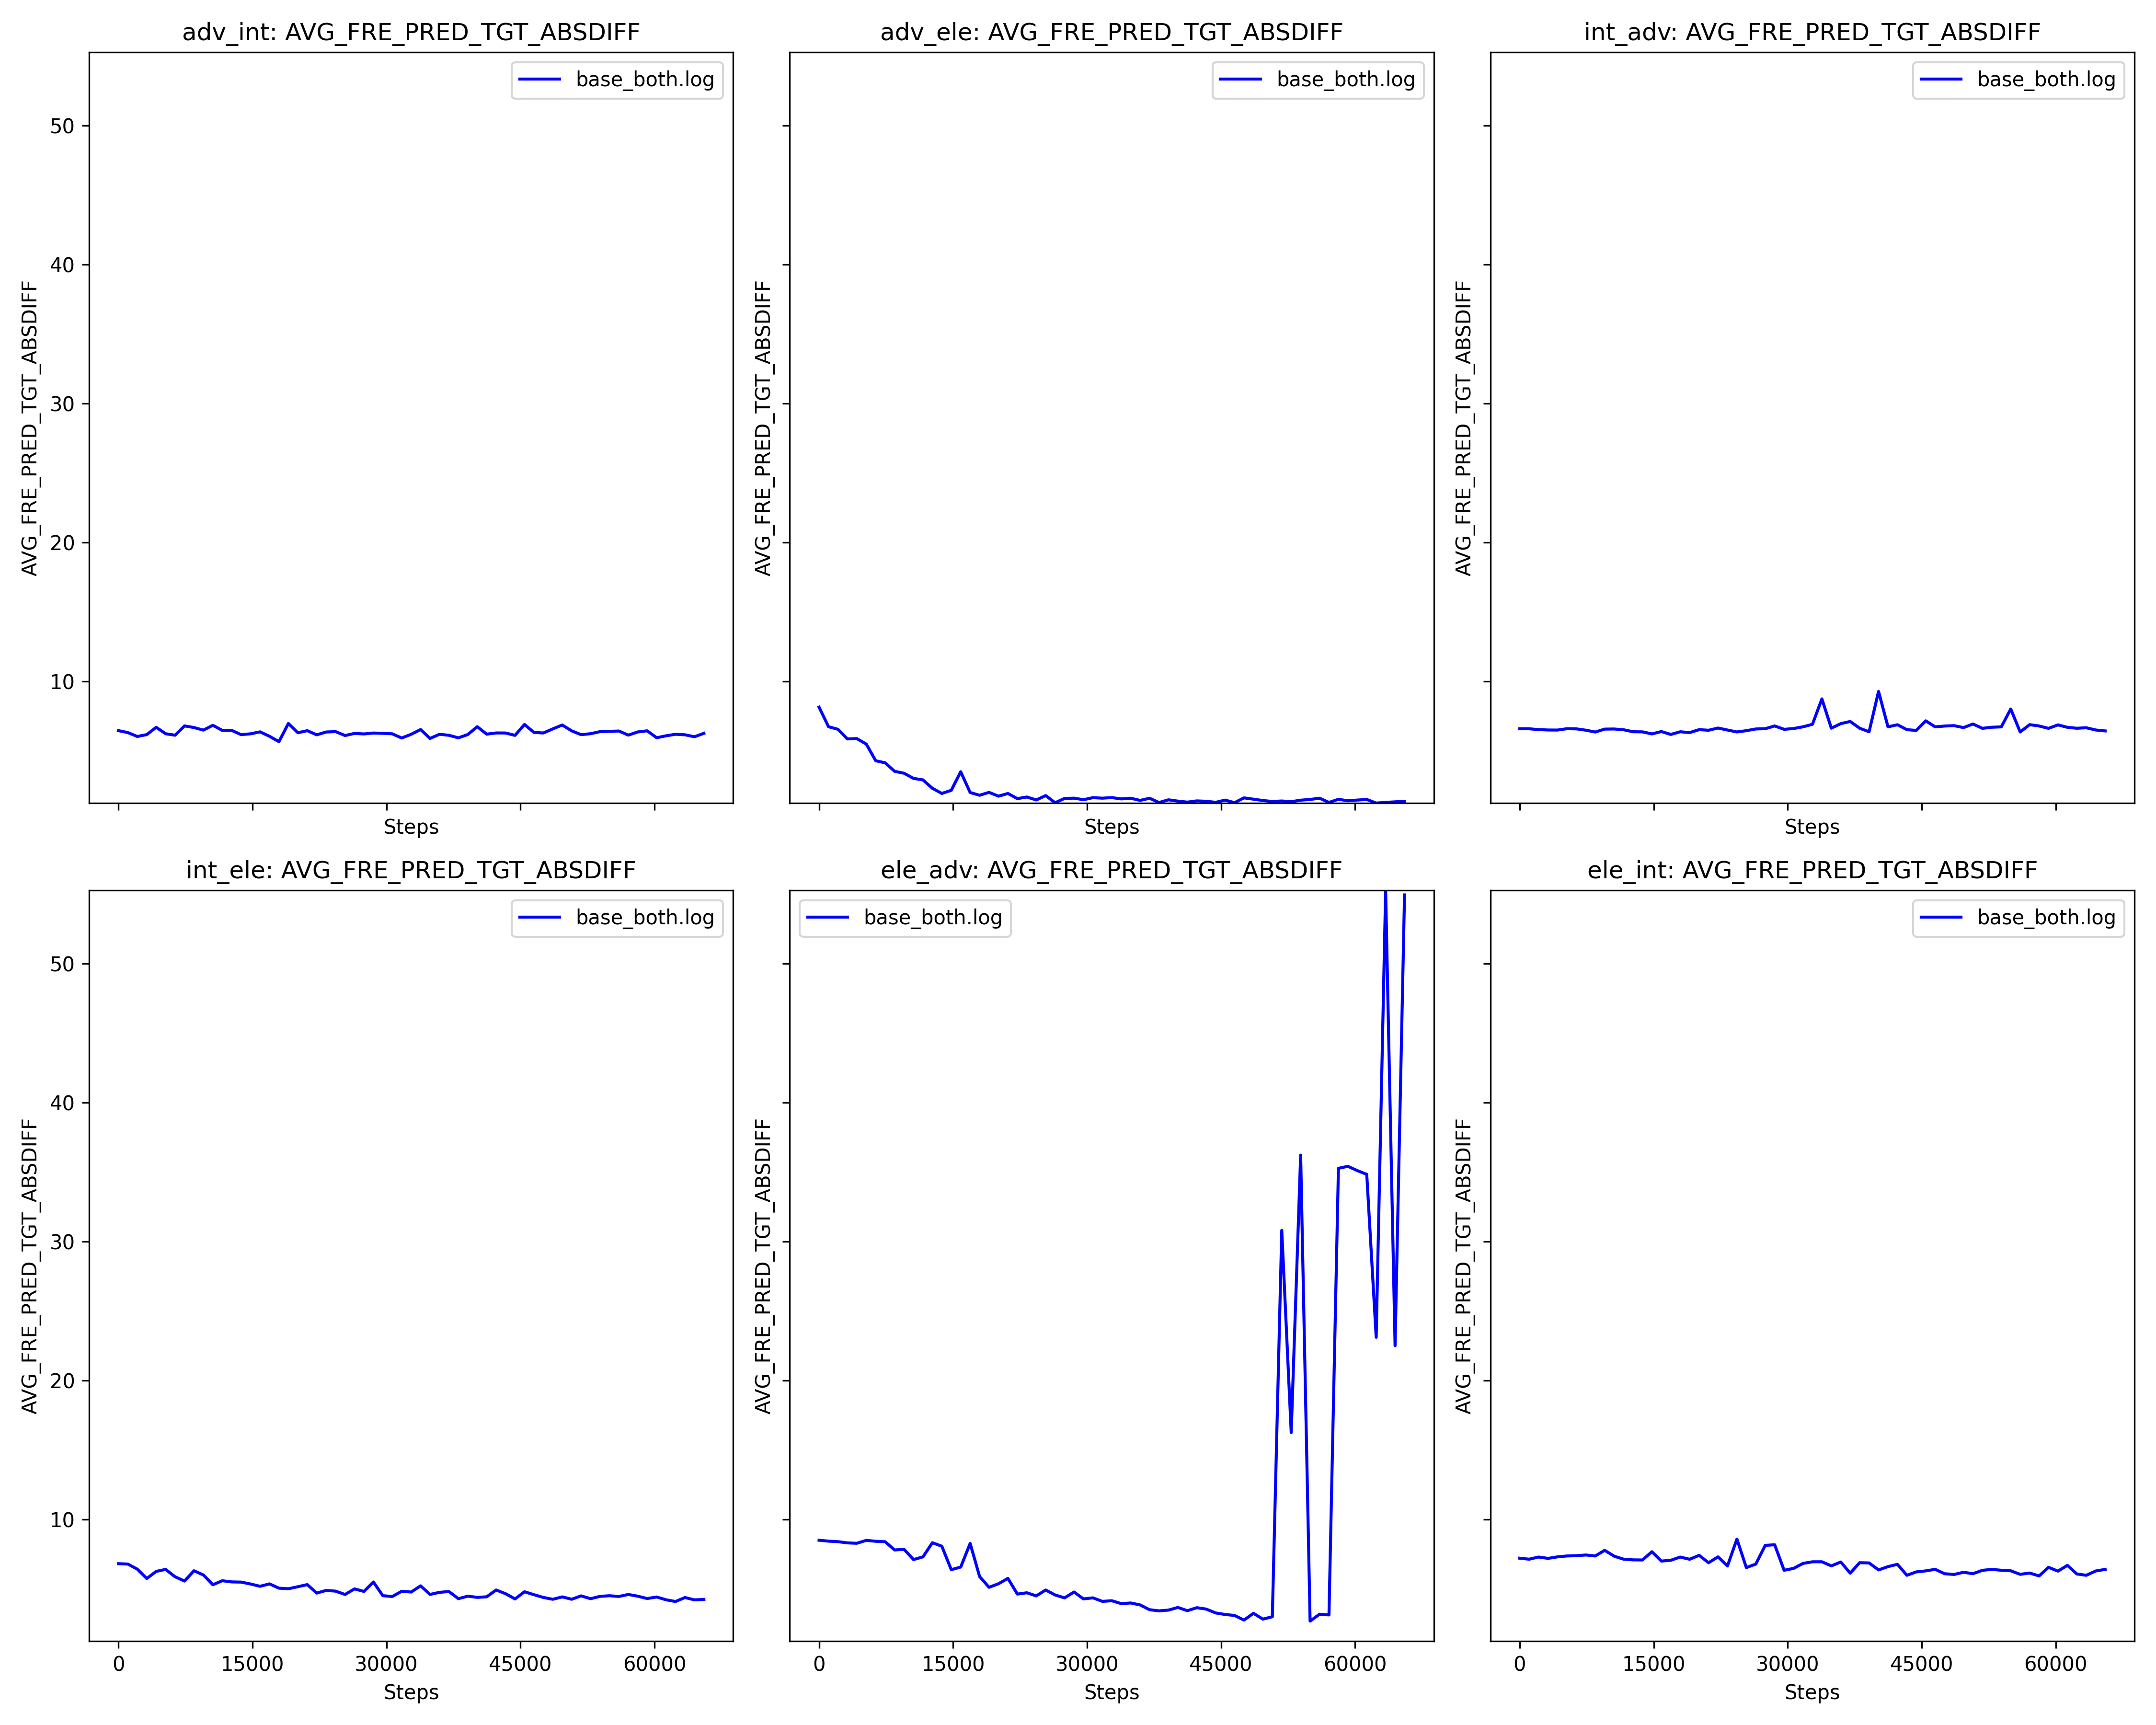 adv_int: AVG_FRE_PRED_TGT_ABSDIFF
base_both.log
50
40
30
20
10
AVG_FRE_PRED_TGT_ABSDIFF
Steps
adv_ele: AVG_FRE_PRED_TGT_ABSDIFF
base_both.log
AVG_FRE_PRED_TGT_ABSDIFF
Steps
int_adv: AVG_FRE_PRED_TGT_ABSDIFF
base_both.log
AVG_FRE_PRED_TGT_ABSDIFF
Steps
int_ele: AVG_FRE_PRED_TGT_ABSDIFF
base_both.log
50
40
30
20
10
AVG_FRE_PRED_TGT_ABSDIFF
0 15000 30000 45000 60000
Steps
ele_adv: AVG_FRE_PRED_TGT_ABSDIFF
base_both.log
AVG_FRE_PRED_TGT_ABSDIFF
0 15000 30000 45000 60000
Steps
ele_int: AVG_FRE_PRED_TGT_ABSDIFF
base_both.log
AVG_FRE_PRED_TGT_ABSDIFF
0 15000 30000 45000 60000
Steps